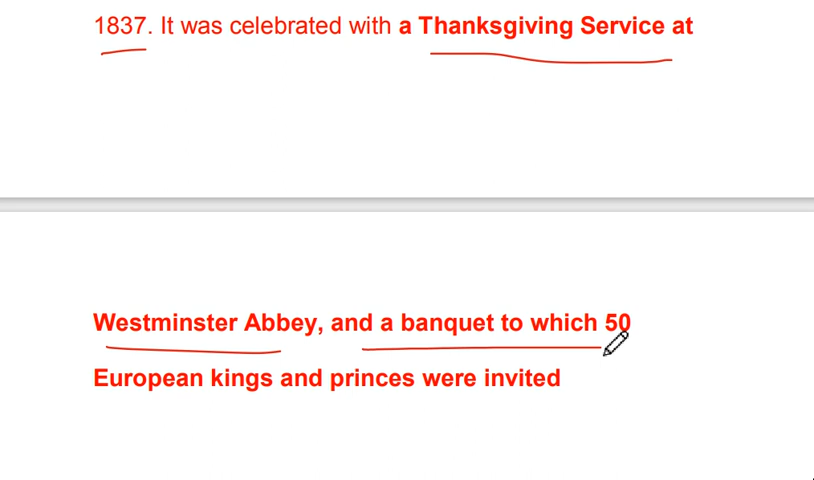 1837. It was celebrated with a Thanksgiving Service at
Westminster Abbey, and a banquet to which 50
European kings and princes were invited